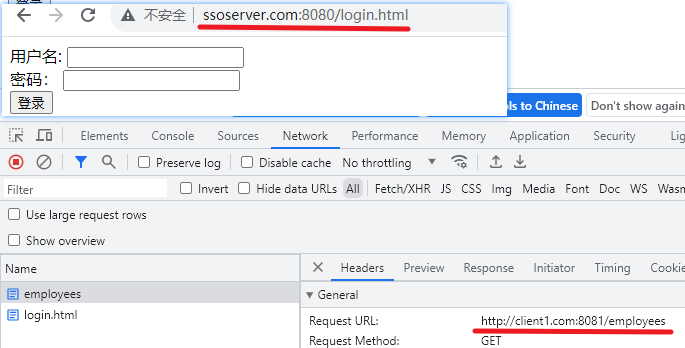 不安全 ssoserver.com:8080/login.html
用户名:
密码:
登录
ols to Chinese Don't show again
Elements Console Sources Network Performance Memory Application Security
Preserve log Disable cache No throttling
Filter Invert Hide data URLs All Fetch/XHR JS CSS Img Media Font Doc WS Wasm
Use large request rows
Show overview
Name Headers Preview Response Initiator Timing Cookie
employees General
login.html Request URL: http://client1.com:8081/employees
Request Method: GET